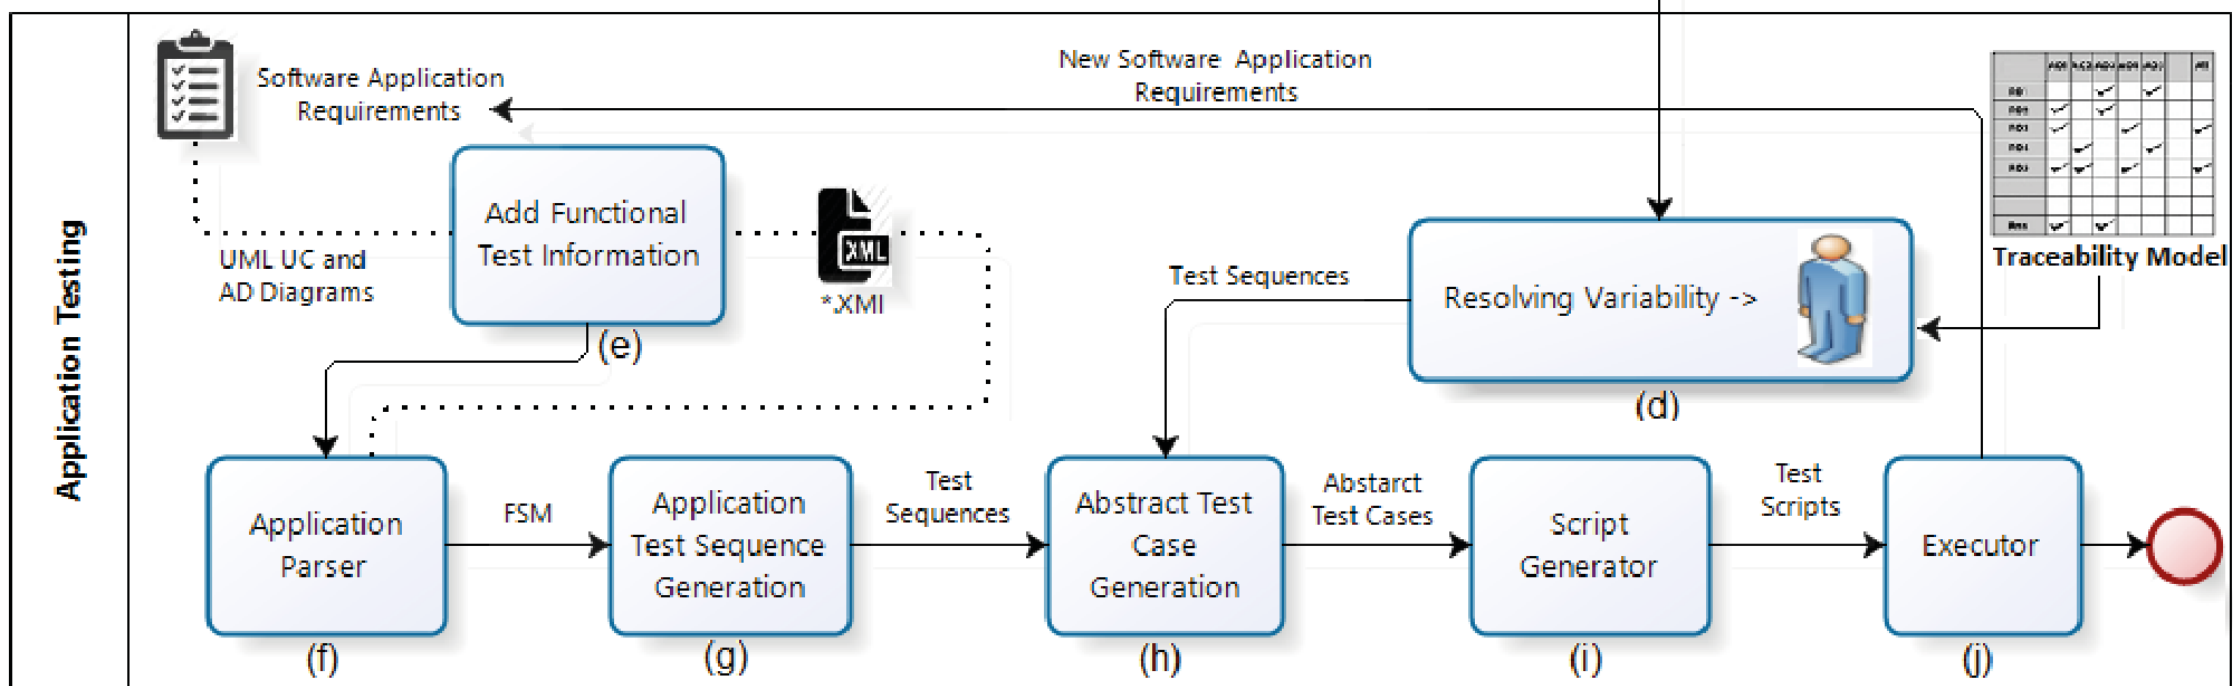 Application Testing
Software Application
Requirements
New Software Application
Requirements
Add Functional
Test Information
(e)
UML UC and
AD Diagrams
XML
*.XMI
Test Sequences
Resolving Variability ->
(d)
Traceability Model
Application
Parser
(f)
FSM
Application
Test Sequence
Generation
(g)
Test
Sequences
Abstract Test
Case
Generation
(h)
Abstarct
Test Cases
Script
Generator
(i)
Test
Scripts
Executor
(j)